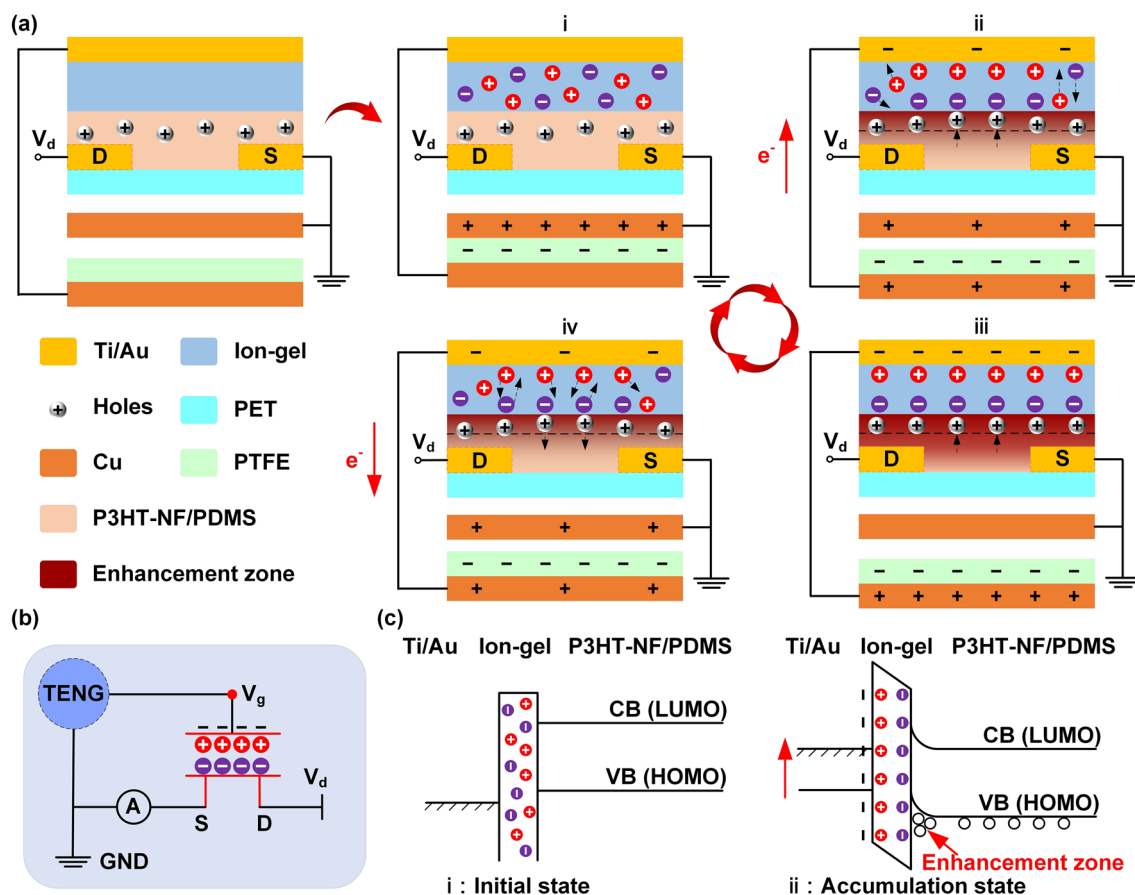 (a)
i
ii
V_d
D
S
V_d
D
S
e⁻
V_d
D
S
Ti/Au
Ion-gel
Holes
PET
Cu
PTFE
P3HT-NF/PDMS
Enhancement zone
iv
iii
e⁻
V_d
D
S
V_d
D
S
(b)
TENG
V_g
V_d
A
S
D
GND
(c)
Ti/Au Ion-gel P3HT-NF/PDMS
CB (LUMO)
VB (HOMO)
i : Initial state
Ti/Au Ion-gel P3HT-NF/PDMS
CB (LUMO)
VB (HOMO)
Enhancement zone
ii : Accumulation state